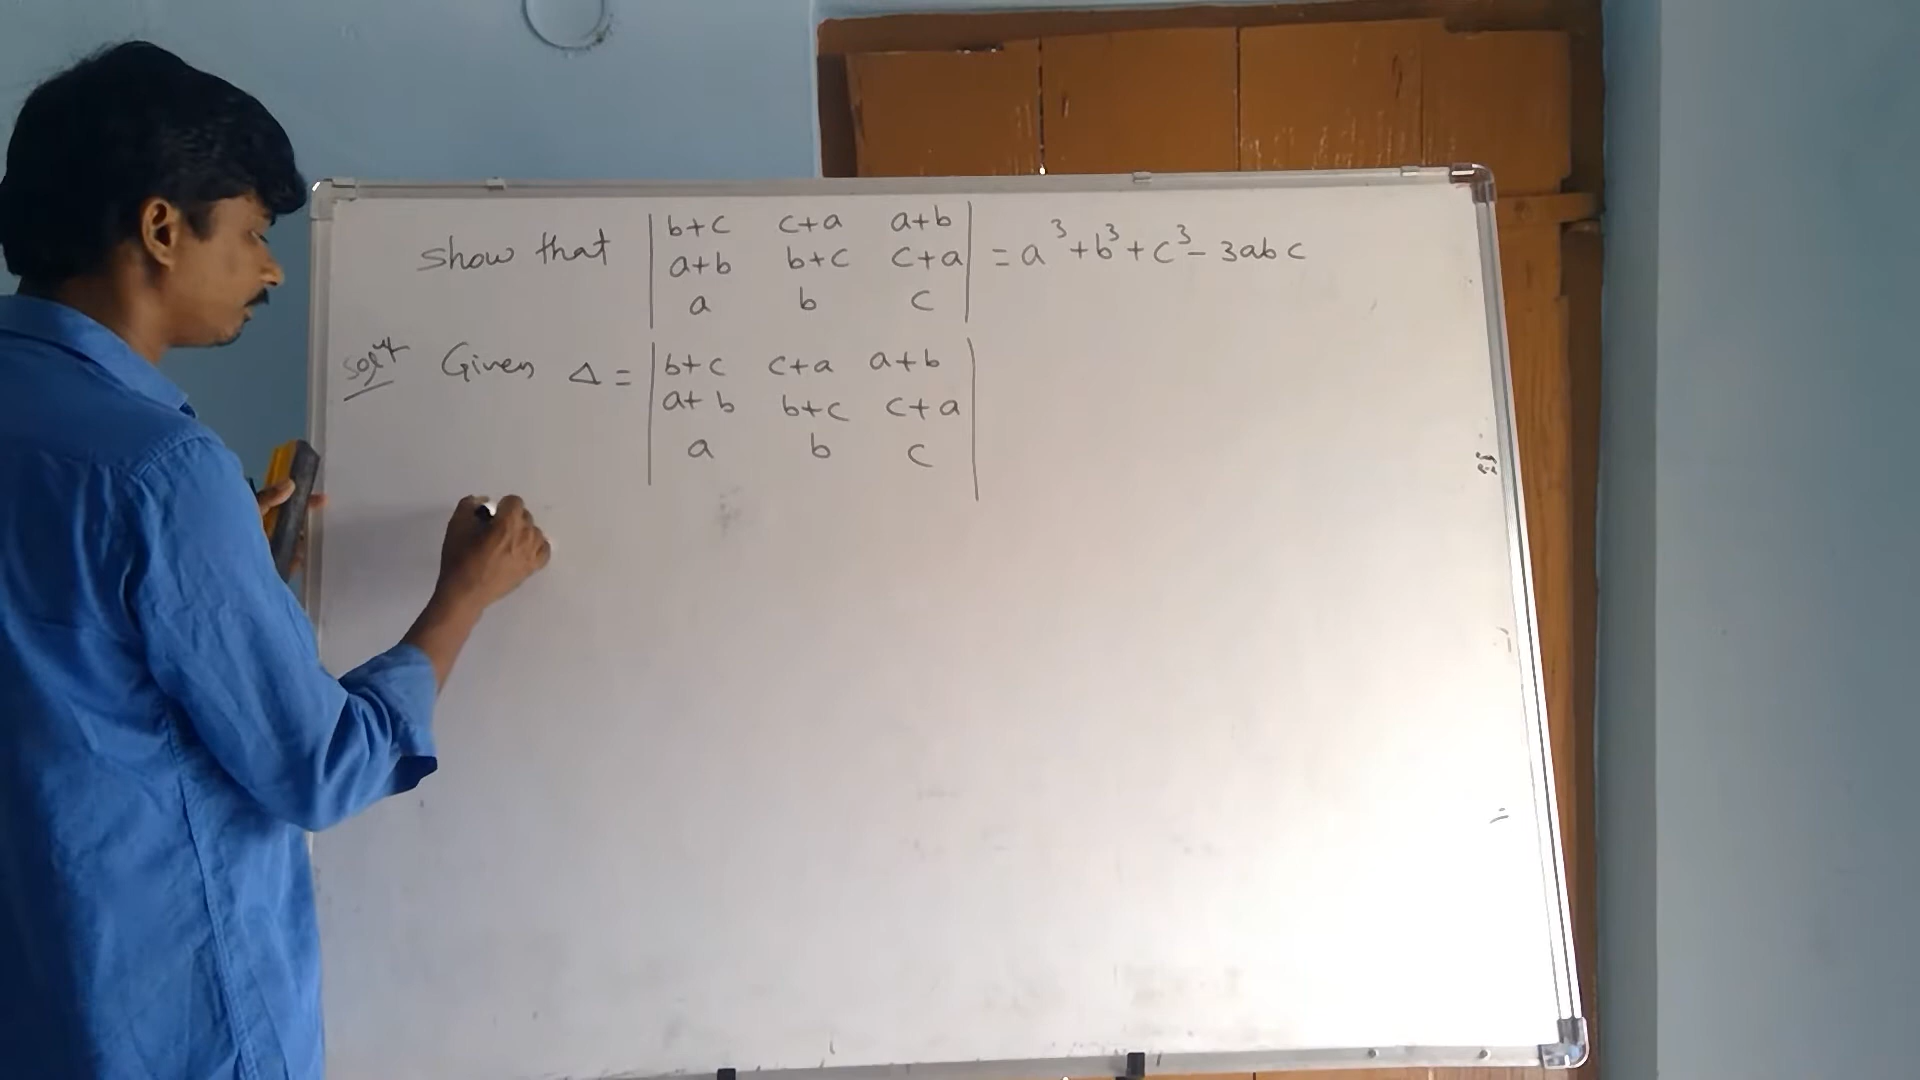 show that | b+c c+a a+b |
| a+b b+c c+a | = a³ + b³ + c³ - 3abc
| a b c |
Solⁿ Given Δ = | b+c c+a a+b |
| a+b b+c c+a |
| a b c |